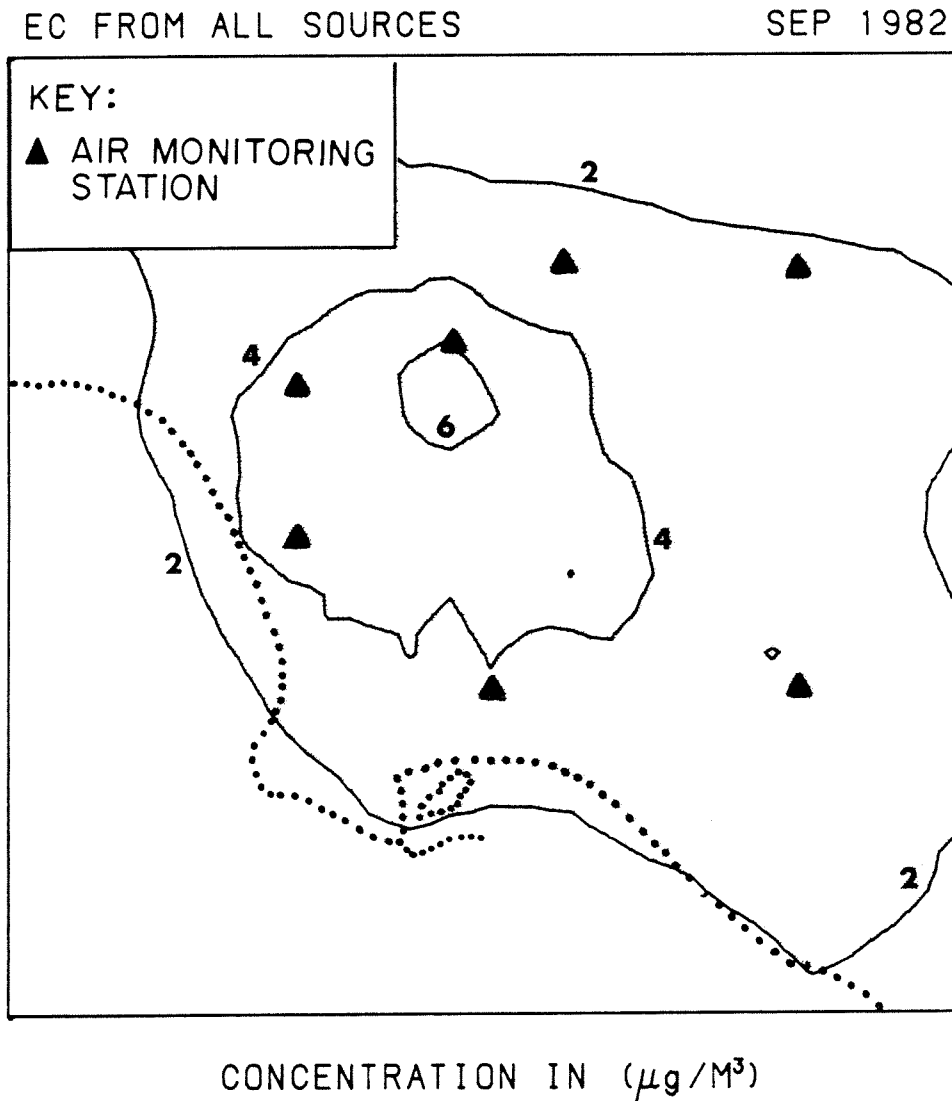 EC FROM ALL SOURCES SEP 1982
KEY:
▲ AIR MONITORING
STATION
2
4
6
4
2
2
CONCENTRATION IN (μg/M³)